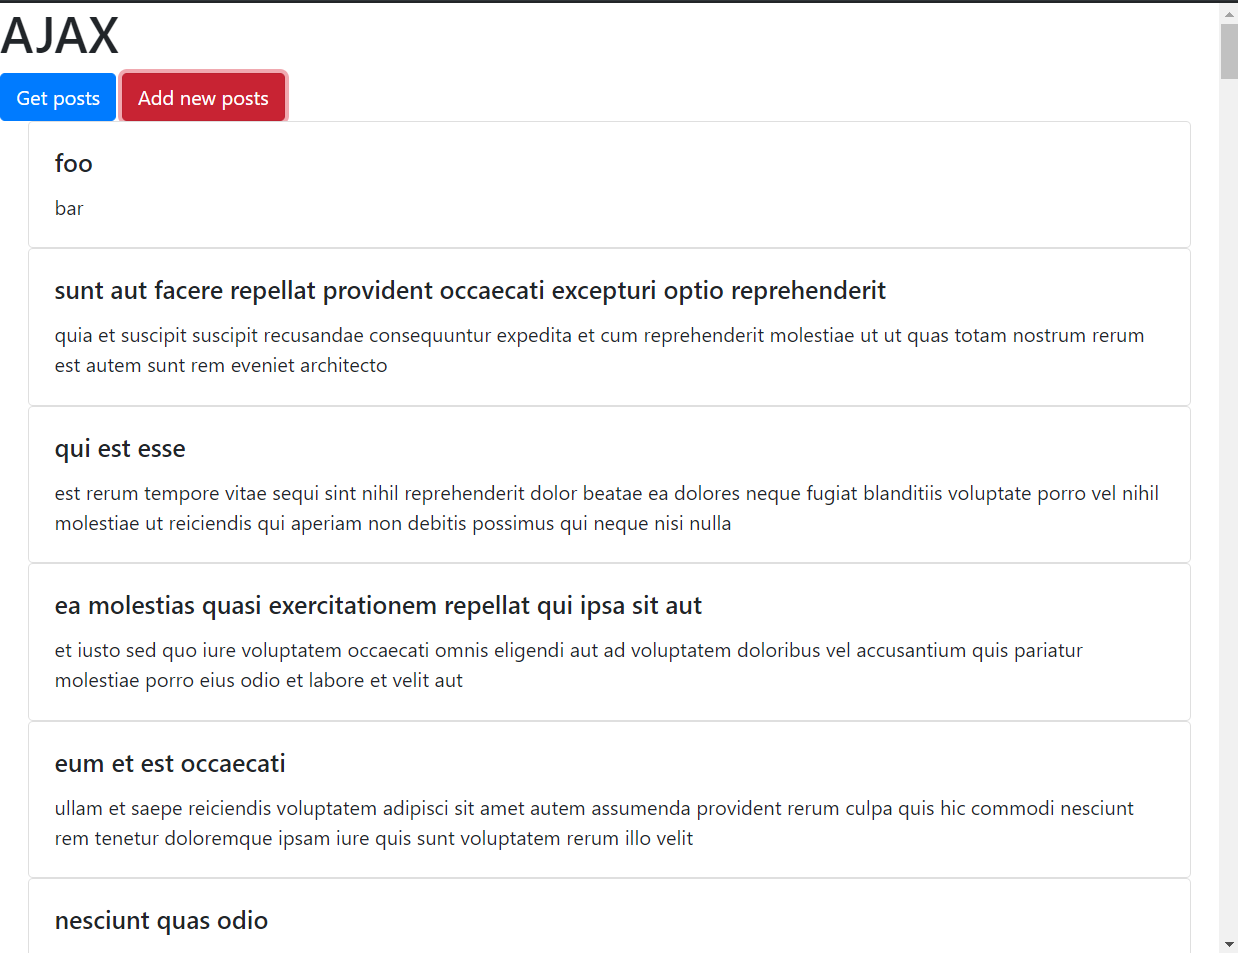 AJAX
Get posts Add new posts
foo
bar
sunt aut facere repellat provident occaecati excepturi optio reprehenderit
quia et suscipit suscipit recusandae consequuntur expedita et cum reprehenderit molestiae ut ut quas totam nostrum rerum
est autem sunt rem eveniet architecto
qui est esse
est rerum tempore vitae sequi sint nihil reprehenderit dolor beatae ea dolores neque fugiat blanditiis voluptate porro vel nihil
molestiae ut reiciendis qui aperiam non debitis possimus qui neque nisi nulla
ea molestias quasi exercitationem repellat qui ipsa sit aut
et iusto sed quo iure voluptatem occaecati omnis eligendi aut ad voluptatem doloribus vel accusantium quis pariatur
molestiae porro eius odio et labore et velit aut
eum et est occaecati
ullam et saepe reiciendis voluptatem adipisci sit amet autem assumenda provident rerum culpa quis hic commodi nesciunt
rem tenetur doloremque ipsam iure quis sunt voluptatem rerum illo velit
nesciunt quas odio